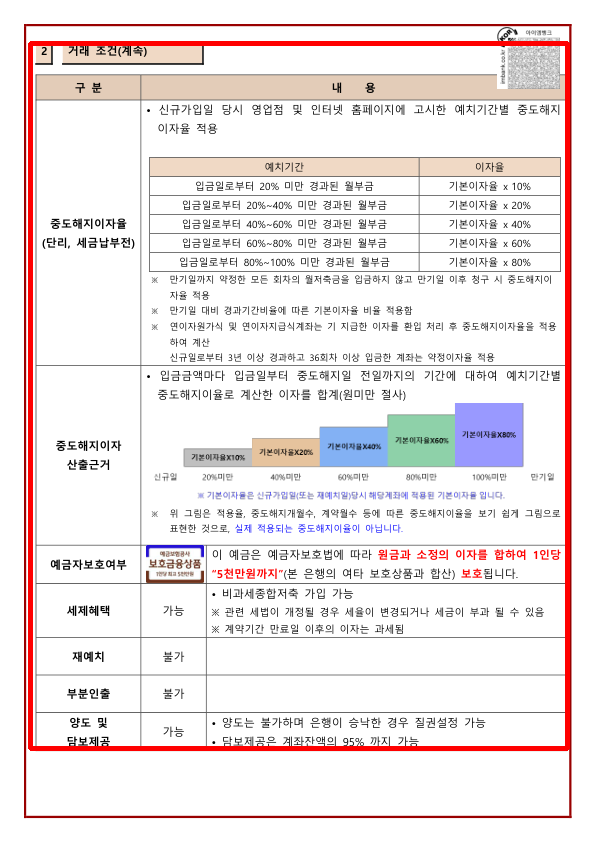 아이엠뱅크
imbank.co.kr
2 거래 조건(계속)
구 분 내 용
중도해지이자율
(단리, 세금납부전)
• 신규가입일 당시 영업점 및 인터넷 홈페이지에 고시한 예치기간별 중도해지
이자율 적용
예치기간 이자율
입금일로부터 20% 미만 경과된 월부금 기본이자율 x 10%
입금일로부터 20%~40% 미만 경과된 월부금 기본이자율 x 20%
입금일로부터 40%~60% 미만 경과된 월부금 기본이자율 x 40%
입금일로부터 60%~80% 미만 경과된 월부금 기본이자율 x 60%
입금일로부터 80%~100% 미만 경과된 월부금 기본이자율 x 80%
※ 만기일까지 약정한 모든 회차의 월저축금을 입금하지 않고 만기일 이후 청구 시 중도해지이
자율 적용
※ 만기일 대비 경과기간비율에 따른 기본이자율 비율 적용함
※ 연이자원가식 및 연이자지급식계좌는 기 지급한 이자를 환입 처리 후 중도해지이자율을 적용
하여 계산
신규일로부터 3년 이상 경과하고 36회차 이상 입금한 계좌는 약정이자율 적용
중도해지이자
산출근거
• 입금금액마다 입금일부터 중도해지일 전일까지의 기간에 대하여 예치기간별
중도해지이율로 계산한 이자를 합계(원미만 절사)
기본이자율X10% 기본이자율X20% 기본이자율X40% 기본이자율X60% 기본이자율X80%
신규일 20%미만 40%미만 60%미만 80%미만 100%미만 만기일
※ 기본이자율은 신규가입일(또는 재예치일)당시 해당계좌에 적용된 기본이자율 입니다.
※ 위 그림은 적용율, 중도해지개월수, 계약월수 등에 따른 중도해지이율을 보기 쉽게 그림으로
표현한 것으로, 실제 적용되는 중도해지이율이 아닙니다.
예금자보호여부
예금보험공사
보호금융상품
1인당 최고 5천만원
이 예금은 예금자보호법에 따라 원금과 소정의 이자를 합하여 1인당
"5천만원까지"(본 은행의 여타 보호상품과 합산) 보호됩니다.
세제혜택 가능
• 비과세종합저축 가입 가능
※ 관련 세법이 개정될 경우 세율이 변경되거나 세금이 부과 될 수 있음
※ 계약기간 만료일 이후의 이자는 과세됨
재예치 불가
부분인출 불가
양도 및
담보제공
가능
• 양도는 불가하며 은행이 승낙한 경우 질권설정 가능
• 담보제공은 계좌잔액의 95% 까지 가능